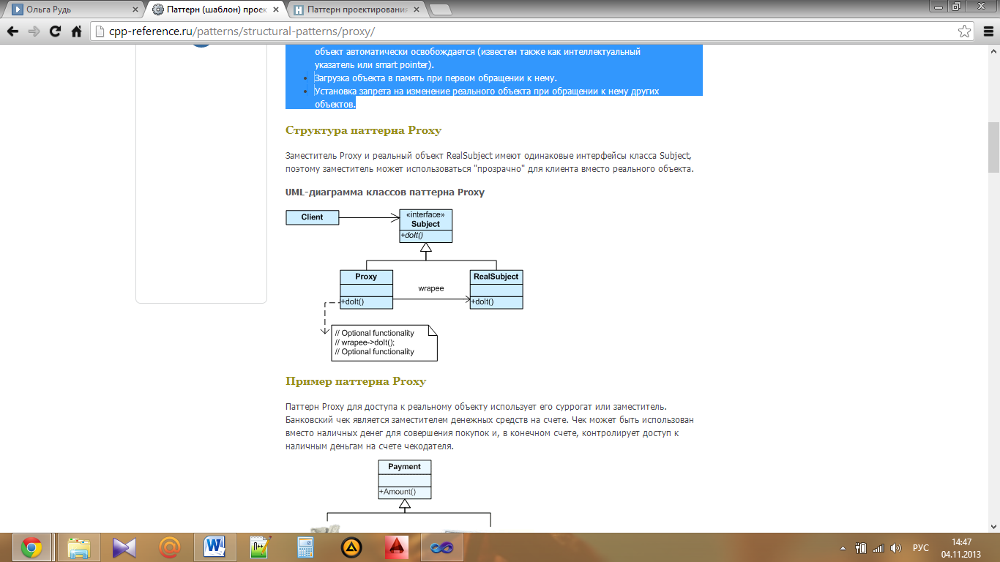 Ольга Рудь
Паттерн (шаблон) проек
Паттерн проектирования
cpp-reference.ru/patterns/structural-patterns/proxy/
объект автоматически освобождается (известен также как интеллектуальный
указатель или smart pointer).
Загрузка объекта в память при первом обращении к нему.
Установка запрета на изменение реального объекта при обращении к нему других
объектов.
Структура паттерна Proxy
Заместитель Proxy и реальный объект RealSubject имеют одинаковые интерфейсы класса Subject,
поэтому заместитель может использоваться "прозрачно" для клиента вместо реального объекта.
UML-диаграмма классов паттерна Proxy
Client
«interface»
Subject
+doIt()
Proxy
+doIt()
wrapee
RealSubject
+doIt()
// Optional functionality
// wrapee->doIt();
// Optional functionality
Пример паттерна Proxy
Паттерн Proxy для доступа к реальному объекту использует его суррогат или заместитель.
Банковский чек является заместителем денежных средств на счете. Чек может быть использован
вместо наличных денег для совершения покупок и, в конечном счете, контролирует доступ к
наличным деньгам на счете чекодателя.
Payment
+Amount()
РУС
14:47
04.11.2013